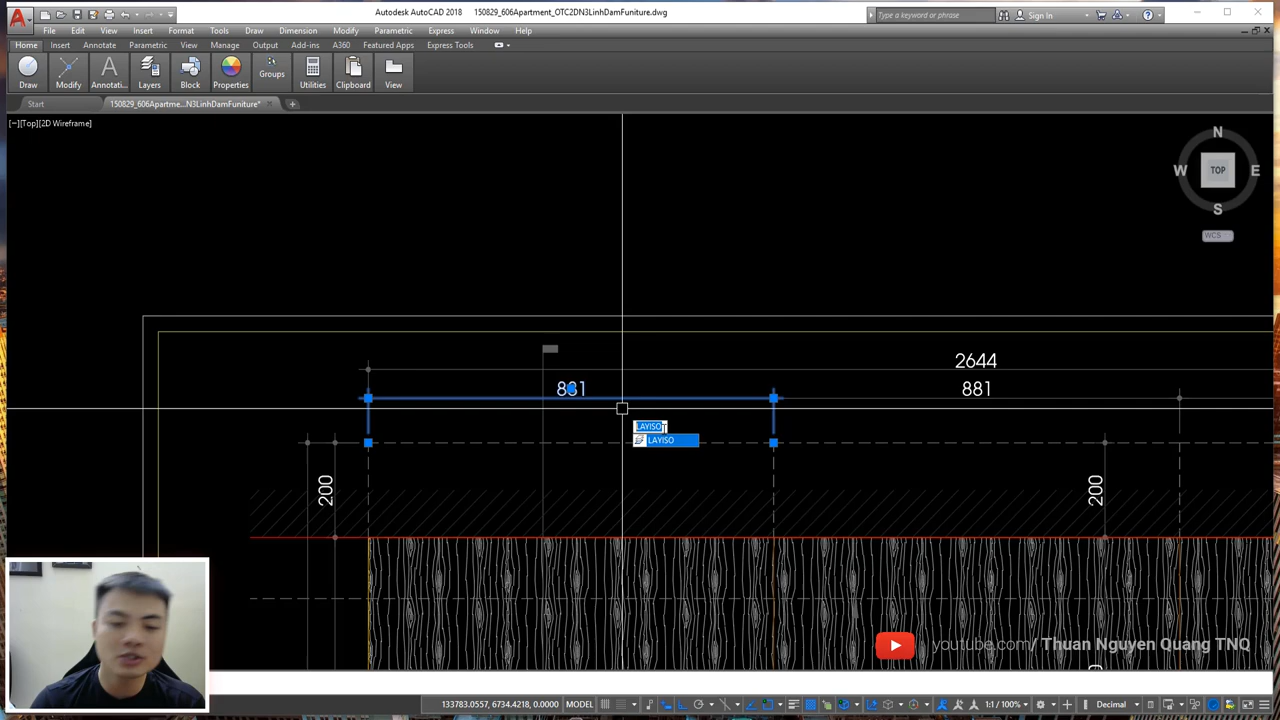 Autodesk AutoCAD 2018    150829_606Apartment_OTC2DN3LinhDamFuniture.dwg
Type a keyword or phrase
Sign In
File Edit View Insert Format Tools Draw Dimension Modify Parametric Express Window Help
Home Insert Annotate Parametric View Manage Output Add-ins A360 Featured Apps Express Tools
Draw Modify Annotati... Layers Block Properties Groups Utilities Clipboard View
Start 150829_606Apartme...N3LinhDamFuniture*
[−][Top][2D Wireframe]
N
W TOP E
S
WCS
2644
881 881
LAYISO
LAYISO
200 200
youtube.com/ Thuan Nguyen Quang TNQ
133783.0557, 6734.4218, 0.0000 MODEL 1:1 / 100% Decimal